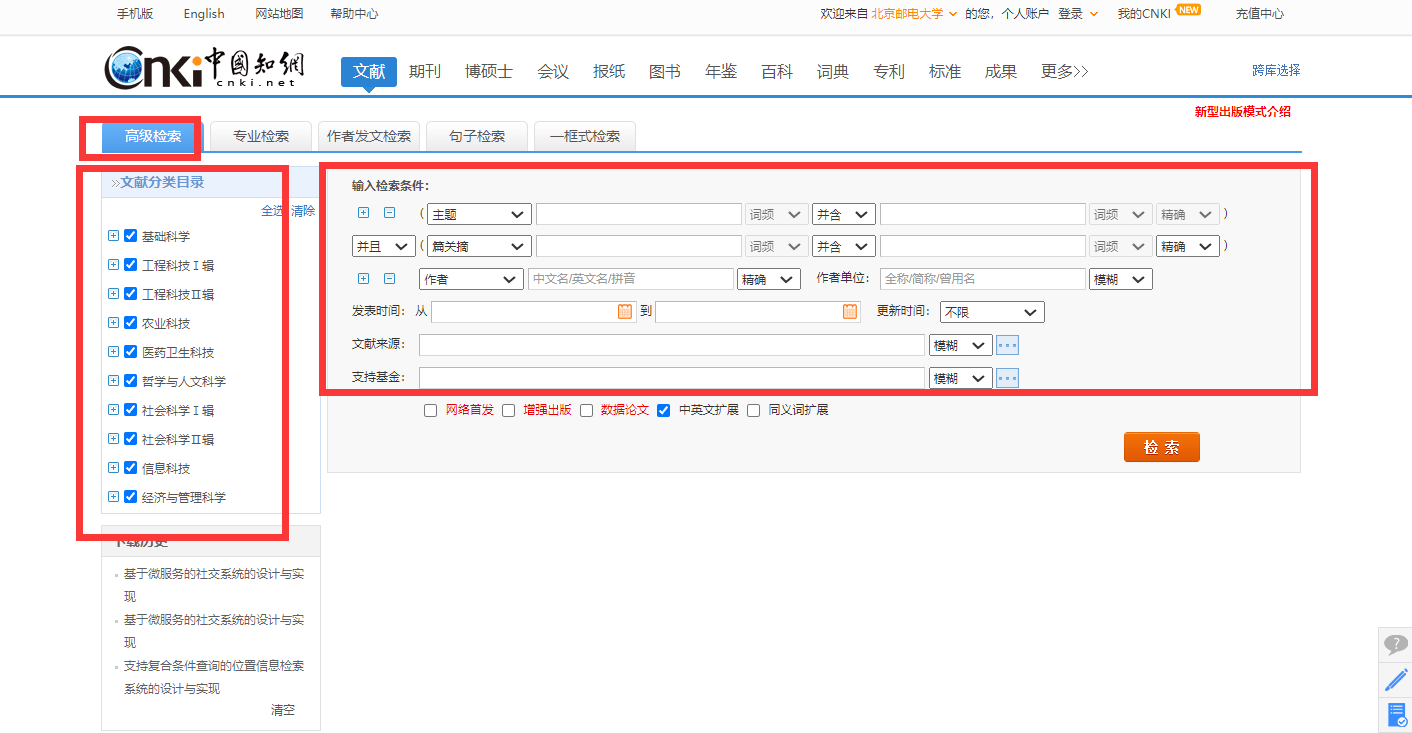 手机版 English 网站地图 帮助中心 欢迎来自 北京邮电大学 的您, 个人账户 登录 我的CNKI NEW 充值中心
Cnki 中國知網
cnki.net
文献 期刊 博硕士 会议 报纸 图书 年鉴 百科 词典 专利 标准 成果 更多>> 跨库选择
新型出版模式介绍
高级检索 专业检索 作者发文检索 句子检索 一框式检索
文献分类目录
全选 清除
基础科学
工程科技Ⅰ辑
工程科技Ⅱ辑
农业科技
医药卫生科技
哲学与人文科学
社会科学Ⅰ辑
社会科学Ⅱ辑
信息科技
经济与管理科学
输入检索条件:
( 主题 词频 并含 词频 精确 )
并且 ( 篇关摘 词频 并含 词频 精确 )
作者 中文名/英文名/拼音 精确 作者单位: 全称/简称/曾用名 模糊
发表时间: 从 到 更新时间: 不限
文献来源: 模糊 ...
支持基金: 模糊 ...
网络首发 增强出版 数据论文 中英文扩展 同义词扩展
检 索
下载历史
基于微服务的社交系统的设计与实
现
基于微服务的社交系统的设计与实
现
支持复合条件查询的位置信息检索
系统的设计与实现
清空
?